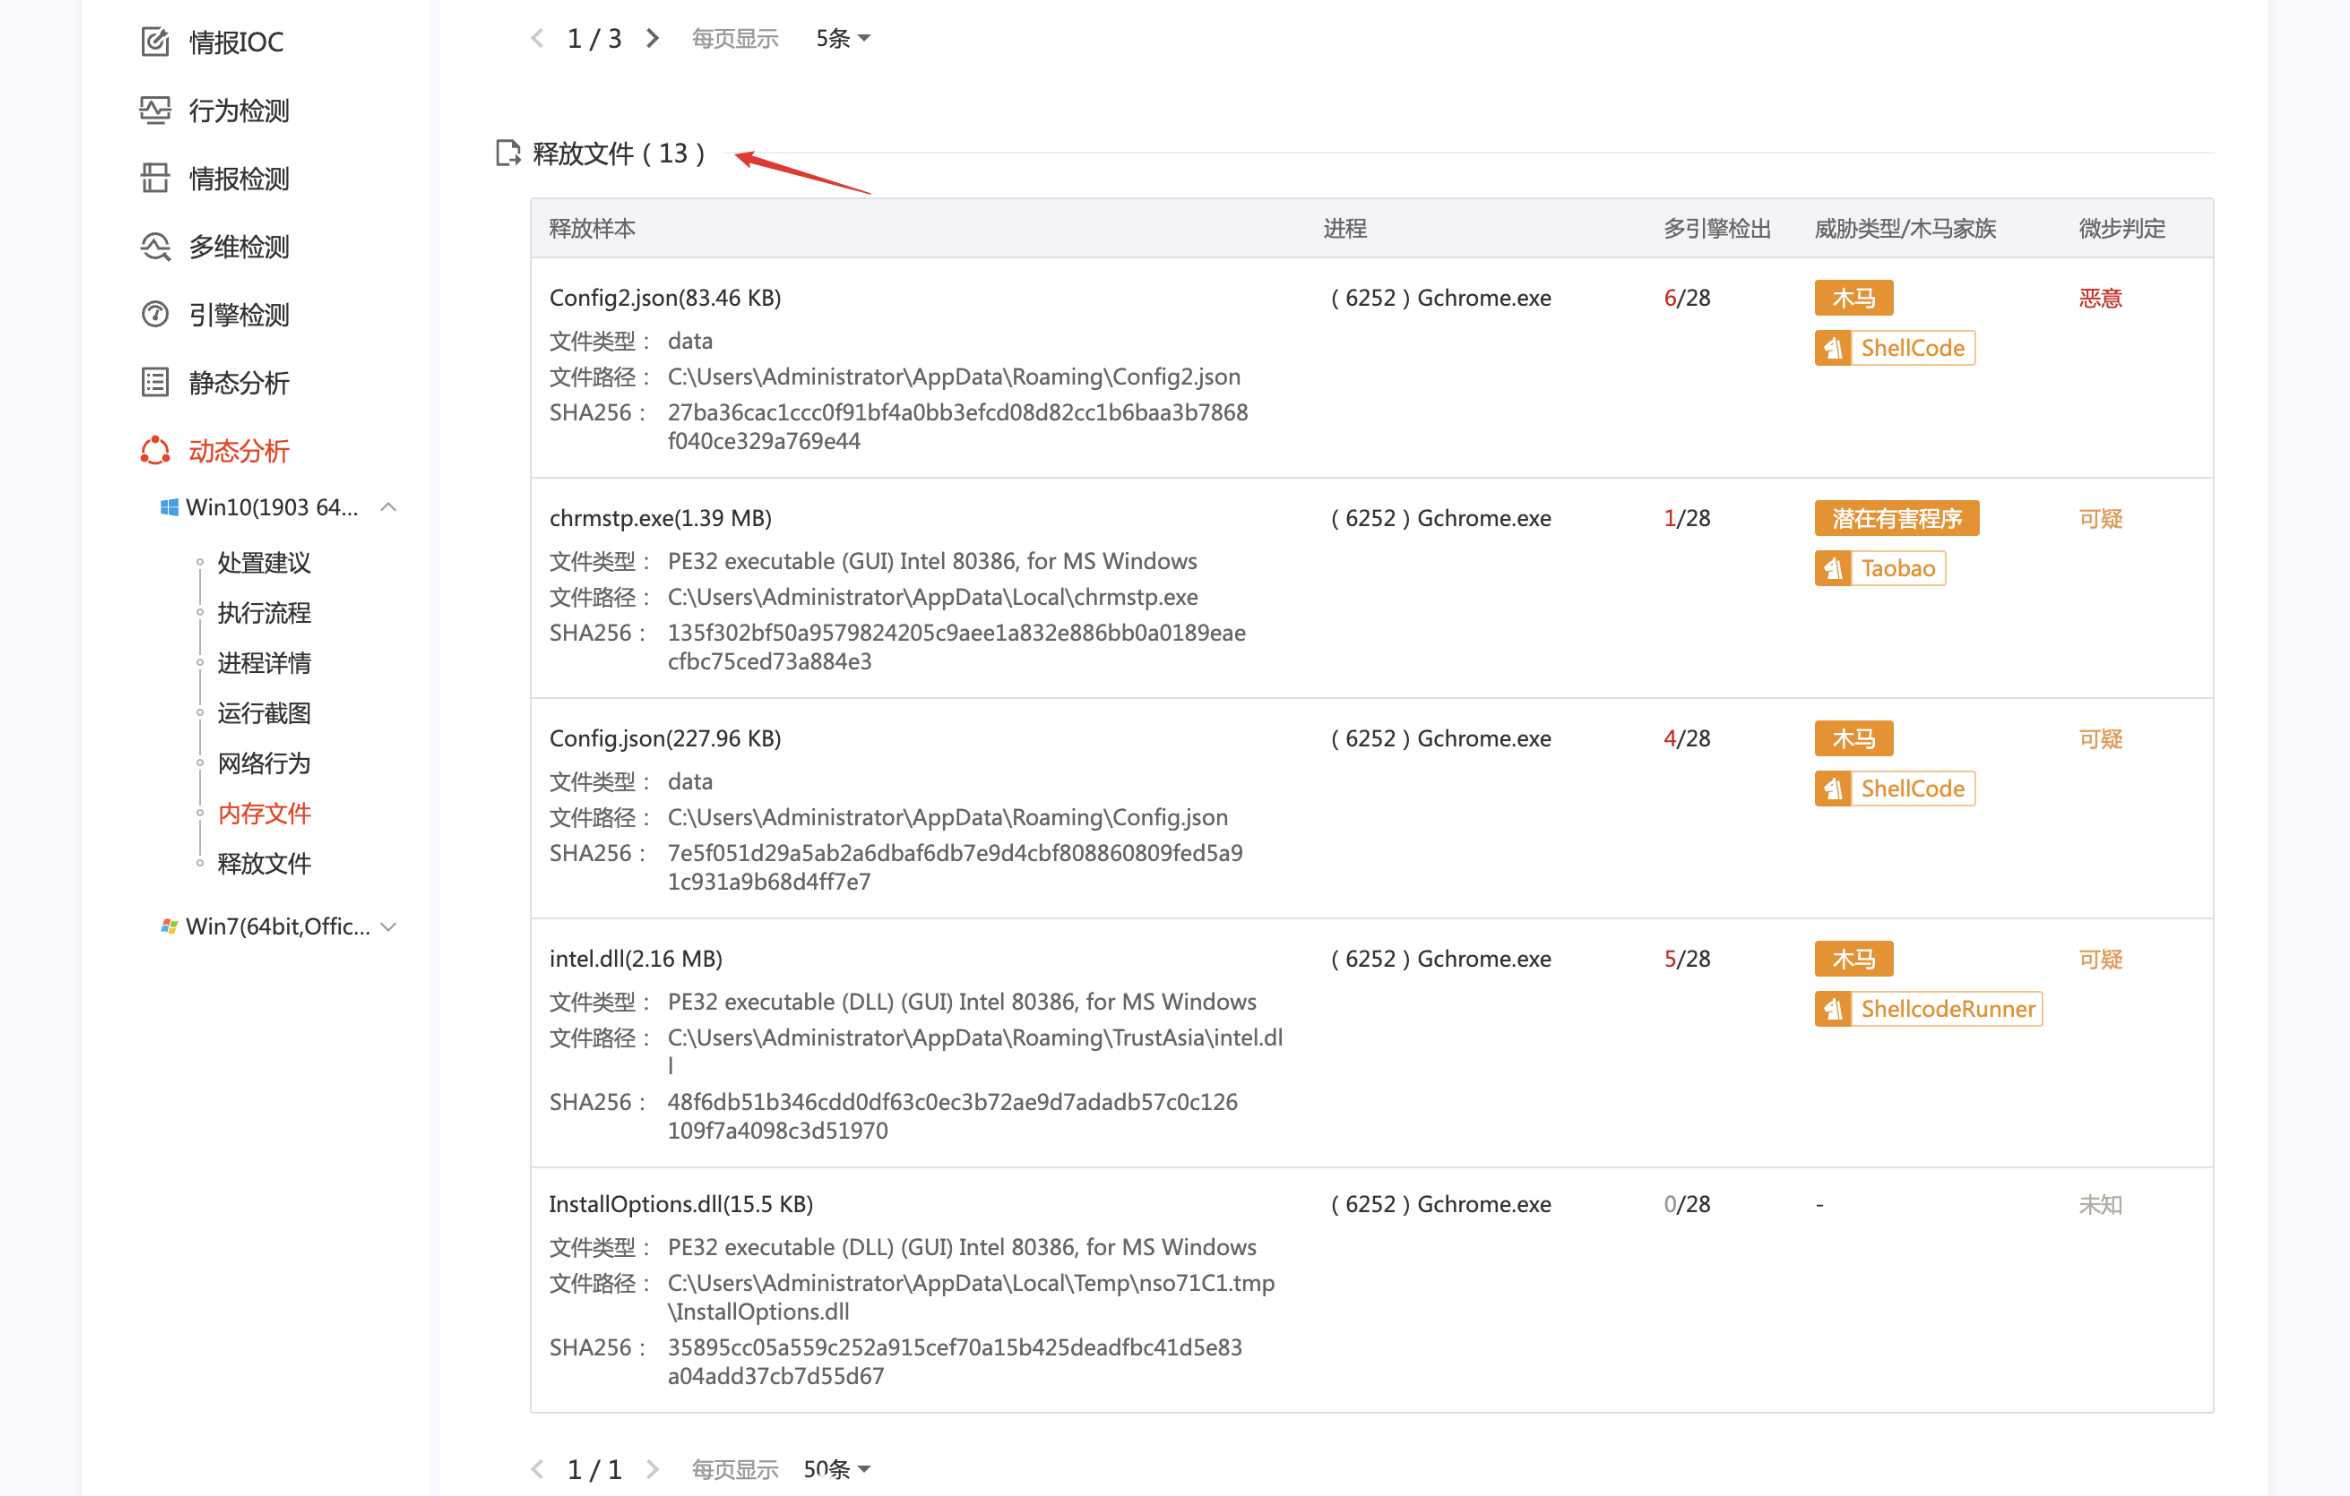 情报IOC
行为检测
情报检测
多维检测
引擎检测
静态分析
动态分析
Win10(1903 64...
处置建议
执行流程
进程详情
运行截图
网络行为
内存文件
释放文件
Win7(64bit,Offic...
1 / 3 每页显示 5条
释放文件 ( 13 )
释放样本 进程 多引擎检出 威胁类型/木马家族 微步判定
Config2.json(83.46 KB) ( 6252 ) Gchrome.exe 6/28 木马 恶意
文件类型： data ShellCode
文件路径： C:\Users\Administrator\AppData\Roaming\Config2.json
SHA256： 27ba36cac1ccc0f91bf4a0bb3efcd08d82cc1b6baa3b7868
f040ce329a769e44
chrmstp.exe(1.39 MB) ( 6252 ) Gchrome.exe 1/28 潜在有害程序 可疑
文件类型： PE32 executable (GUI) Intel 80386, for MS Windows Taobao
文件路径： C:\Users\Administrator\AppData\Local\chrmstp.exe
SHA256： 135f302bf50a9579824205c9aee1a832e886bb0a0189eae
cfbc75ced73a884e3
Config.json(227.96 KB) ( 6252 ) Gchrome.exe 4/28 木马 可疑
文件类型： data ShellCode
文件路径： C:\Users\Administrator\AppData\Roaming\Config.json
SHA256： 7e5f051d29a5ab2a6dbaf6db7e9d4cbf808860809fed5a9
1c931a9b68d4ff7e7
intel.dll(2.16 MB) ( 6252 ) Gchrome.exe 5/28 木马 可疑
文件类型： PE32 executable (DLL) (GUI) Intel 80386, for MS Windows ShellcodeRunner
文件路径： C:\Users\Administrator\AppData\Roaming\TrustAsia\intel.dl
l
SHA256： 48f6db51b346cdd0df63c0ec3b72ae9d7adadb57c0c126
109f7a4098c3d51970
InstallOptions.dll(15.5 KB) ( 6252 ) Gchrome.exe 0/28 - 未知
文件类型： PE32 executable (DLL) (GUI) Intel 80386, for MS Windows
文件路径： C:\Users\Administrator\AppData\Local\Temp\nso71C1.tmp
\InstallOptions.dll
SHA256： 35895cc05a559c252a915cef70a15b425deadfbc41d5e83
a04add37cb7d55d67
1 / 1 每页显示 50条